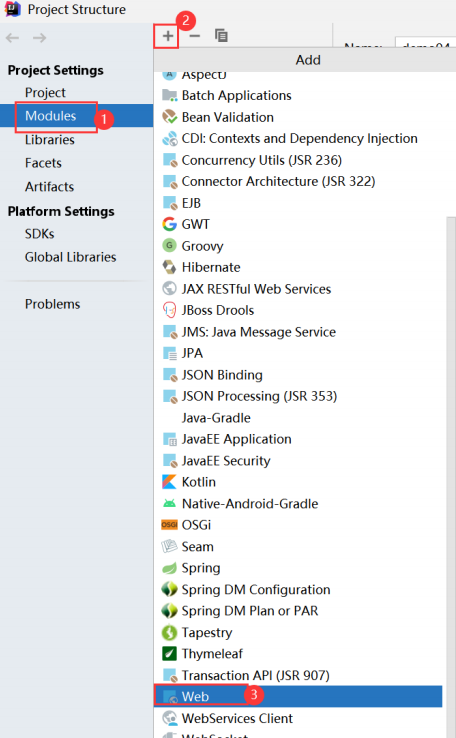 Project Structure
2
Add
Project Settings
Project
Modules
1
Libraries
Facets
Artifacts
Platform Settings
SDKs
Global Libraries
Problems
AspectJ
Batch Applications
Bean Validation
CDI: Contexts and Dependency Injection
Concurrency Utils (JSR 236)
Connector Architecture (JSR 322)
EJB
GWT
Groovy
Hibernate
JAX RESTful Web Services
JBoss Drools
JMS: Java Message Service
JPA
JSON Binding
JSON Processing (JSR 353)
Java-Gradle
JavaEE Application
JavaEE Security
Kotlin
Native-Android-Gradle
OSGi
Seam
Spring
Spring DM Configuration
Spring DM Plan or PAR
Tapestry
Thymeleaf
Transaction API (JSR 907)
Web
3
WebServices Client